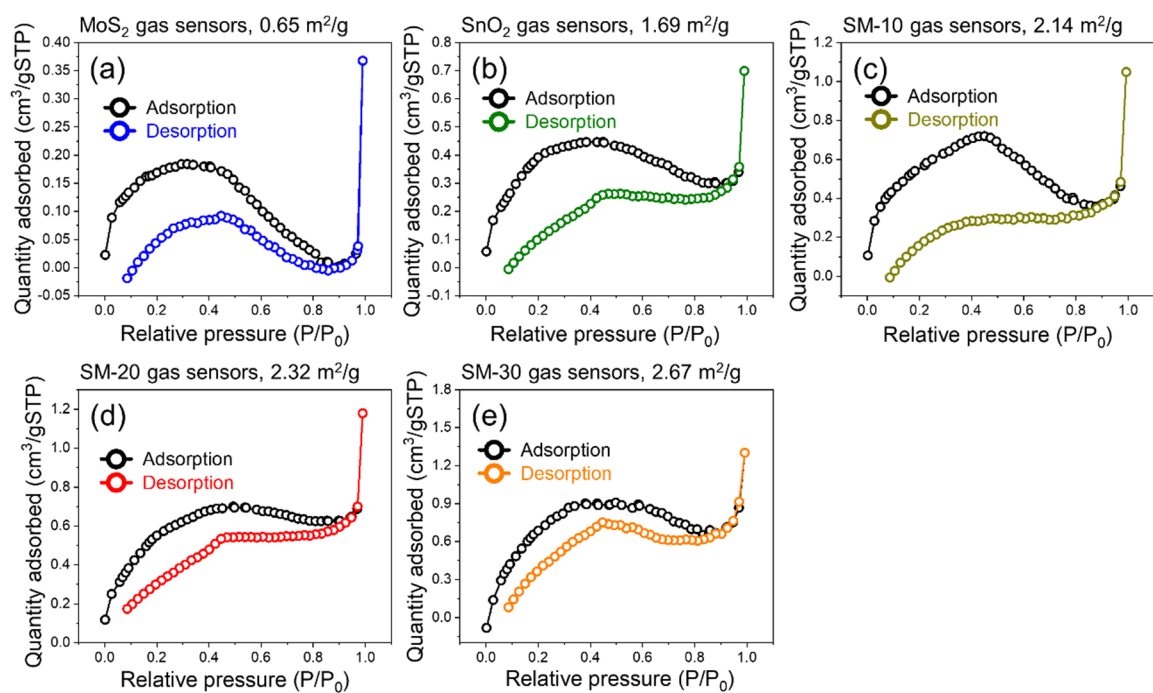 MoS₂ gas sensors, 0.65 m²/g
(a)
Adsorption
Desorption
Quantity adsorbed (cm³/gSTP)
0.40
0.35
0.30
0.25
0.20
0.15
0.10
0.05
0.00
-0.05
0.0 0.2 0.4 0.6 0.8 1.0
Relative pressure (P/P₀)
SnO₂ gas sensors, 1.69 m²/g
(b)
Adsorption
Desorption
Quantity adsorbed (cm³/gSTP)
0.8
0.7
0.6
0.5
0.4
0.3
0.2
0.1
0.0
-0.1
0.0 0.2 0.4 0.6 0.8 1.0
Relative pressure (P/P₀)
SM-10 gas sensors, 2.14 m²/g
(c)
Adsorption
Desorption
Quantity adsorbed (cm³/gSTP)
1.2
1.0
0.8
0.6
0.4
0.2
0.0
0.0 0.2 0.4 0.6 0.8 1.0
Relative pressure (P/P₀)
SM-20 gas sensors, 2.32 m²/g
(d)
Adsorption
Desorption
Quantity adsorbed (cm³/gSTP)
1.2
1.0
0.8
0.6
0.4
0.2
0.0
0.0 0.2 0.4 0.6 0.8 1.0
Relative pressure (P/P₀)
SM-30 gas sensors, 2.67 m²/g
(e)
Adsorption
Desorption
Quantity adsorbed (cm³/gSTP)
1.8
1.5
1.2
0.9
0.6
0.3
0.0
0.0 0.2 0.4 0.6 0.8 1.0
Relative pressure (P/P₀)